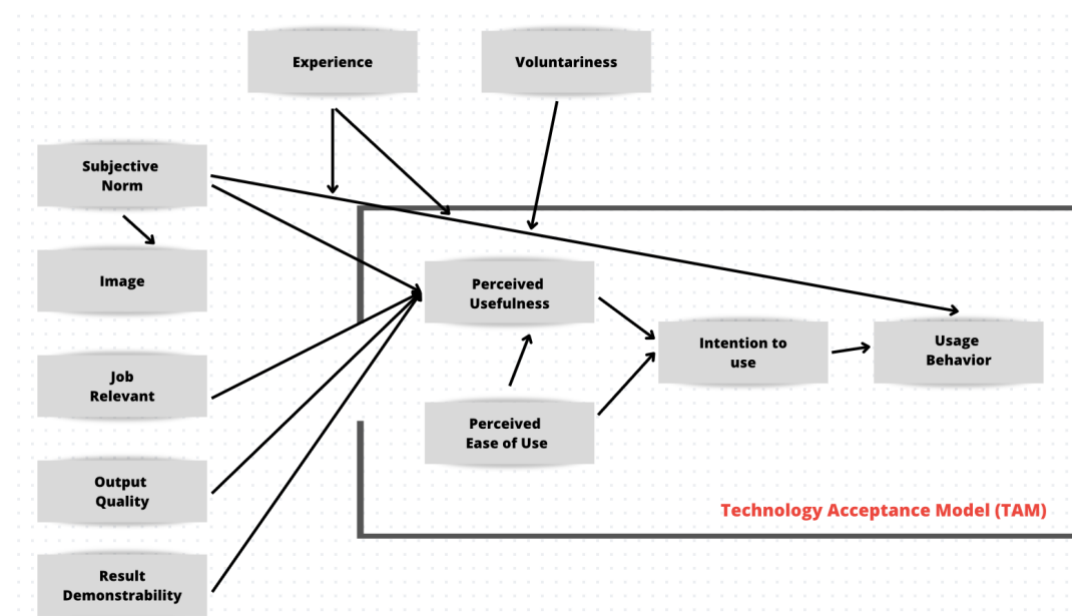 Experience
Voluntariness
Subjective
Norm
Image
Perceived
Usefulness
Intention to
use
Usage
Behavior
Job
Relevant
Perceived
Ease of Use
Output
Quality
Technology Acceptance Model (TAM)
Result
Demonstrability